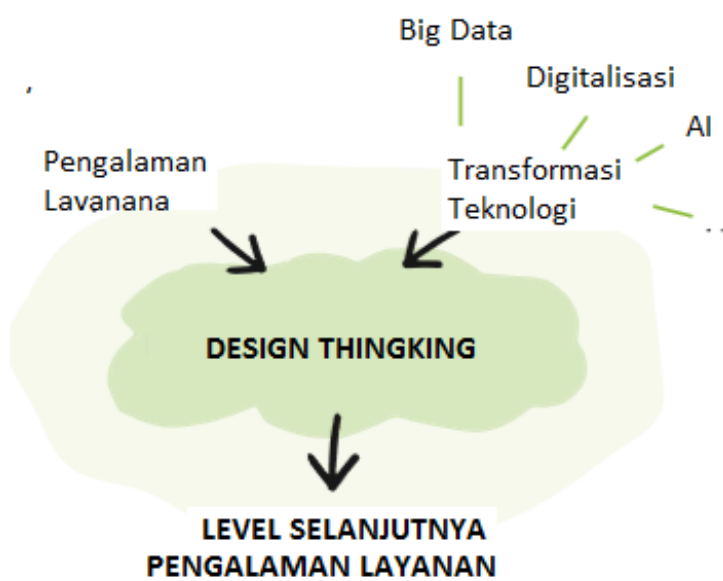 Big Data
Digitalisasi
AI
Pengalaman
Lavanana
Transformasi
Teknologi
DESIGN THINGKING
LEVEL SELANJUTNYA
PENGALAMAN LAYANAN